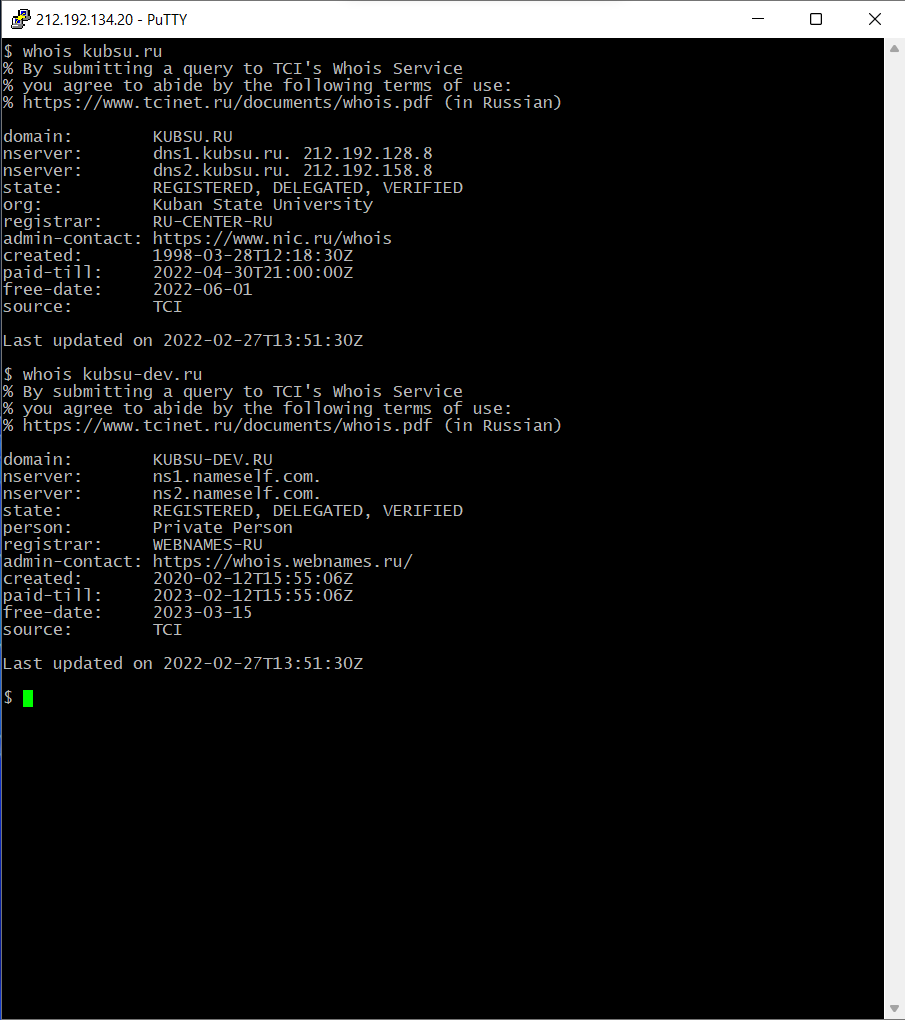 212.192.134.20 - PuTTY
$ whois kubsu.ru
% By submitting a query to TCI's Whois Service
% you agree to abide by the following terms of use:
% https://www.tcinet.ru/documents/whois.pdf (in Russian)
domain:        KUBSU.RU
nserver:       dns1.kubsu.ru. 212.192.128.8
nserver:       dns2.kubsu.ru. 212.192.158.8
state:         REGISTERED, DELEGATED, VERIFIED
org:           Kuban State University
registrar:     RU-CENTER-RU
admin-contact: https://www.nic.ru/whois
created:       1998-03-28T12:18:30Z
paid-till:     2022-04-30T21:00:00Z
free-date:     2022-06-01
source:        TCI
Last updated on 2022-02-27T13:51:30Z
$ whois kubsu-dev.ru
% By submitting a query to TCI's Whois Service
% you agree to abide by the following terms of use:
% https://www.tcinet.ru/documents/whois.pdf (in Russian)
domain:        KUBSU-DEV.RU
nserver:       ns1.nameself.com.
nserver:       ns2.nameself.com.
state:         REGISTERED, DELEGATED, VERIFIED
person:        Private Person
registrar:     WEBNAMES-RU
admin-contact: https://whois.webnames.ru/
created:       2020-02-12T15:55:06Z
paid-till:     2023-02-12T15:55:06Z
free-date:     2023-03-15
source:        TCI
Last updated on 2022-02-27T13:51:30Z
$